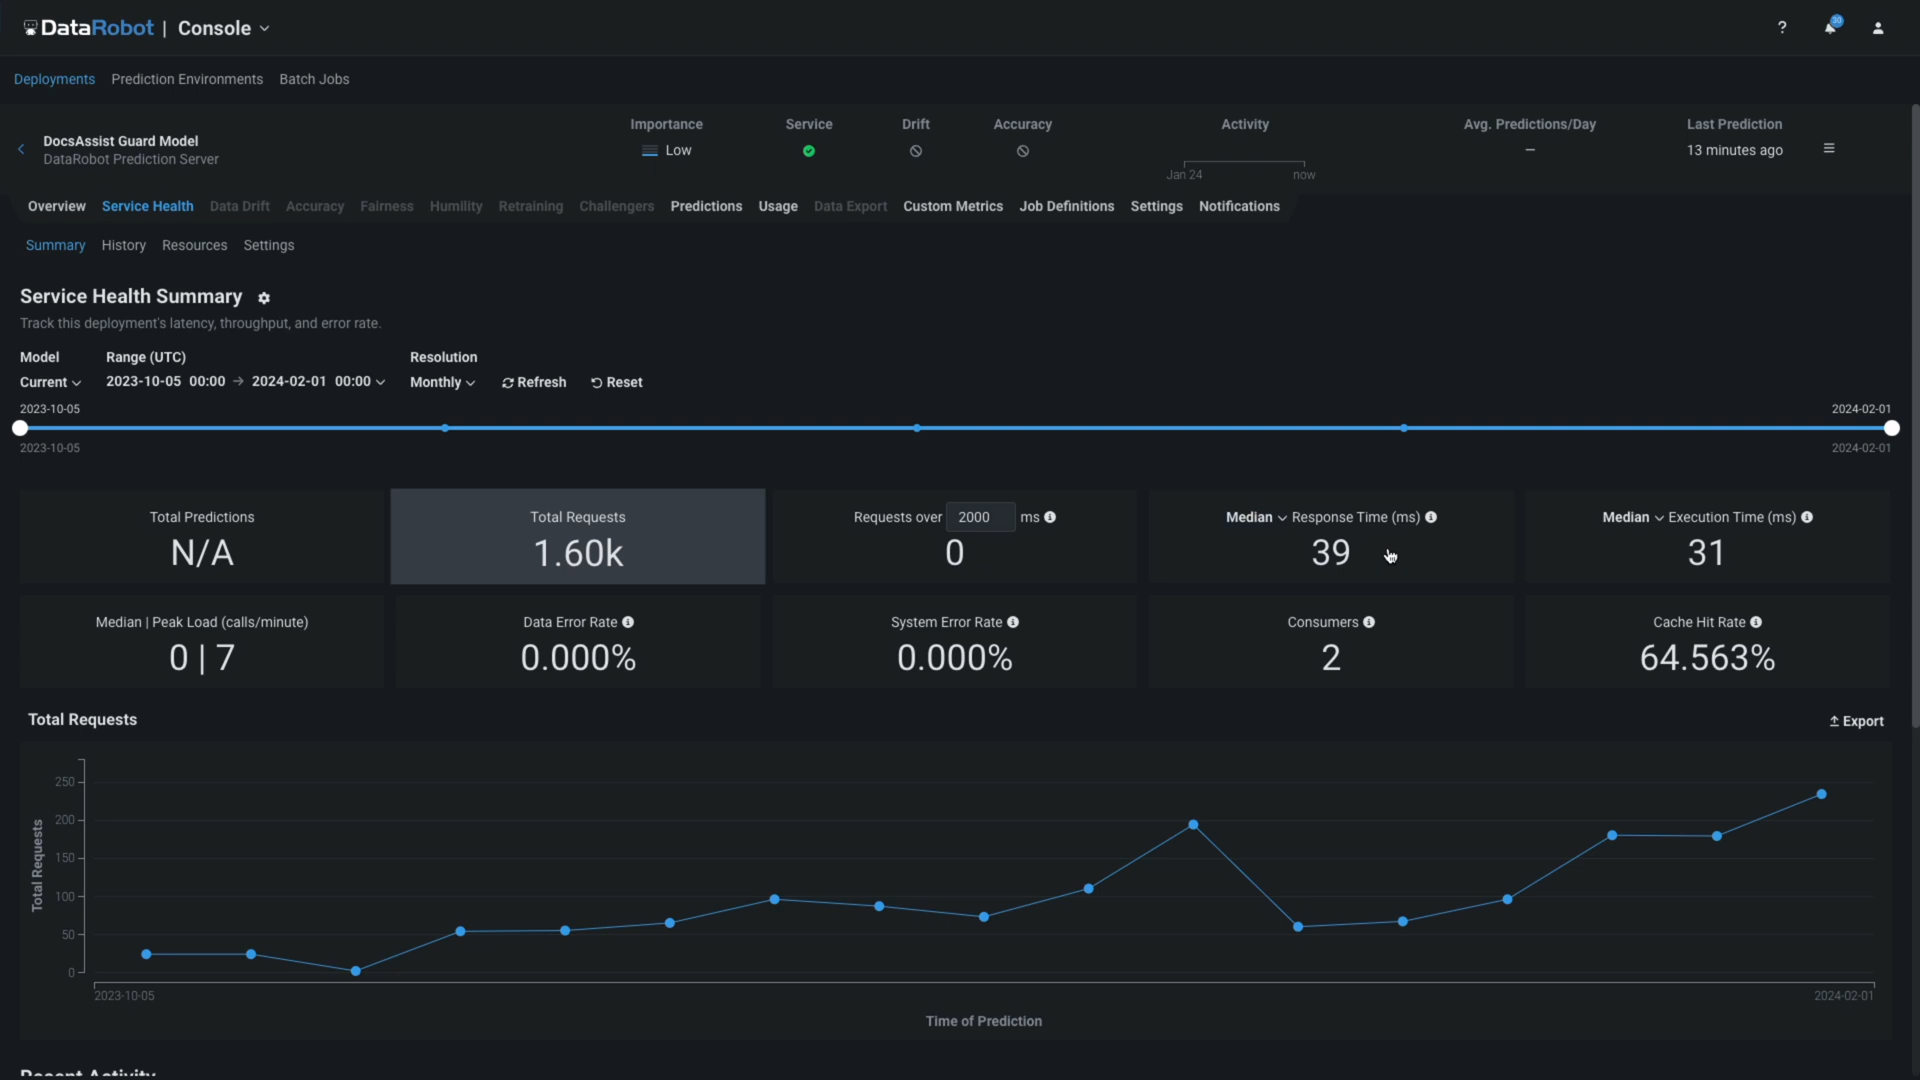 DataRobot | Console
30
Deployments Prediction Environments Batch Jobs
DocsAssist Guard Model
DataRobot Prediction Server
Importance Service Drift Accuracy Activity Avg. Predictions/Day Last Prediction
Low — 13 minutes ago
Jan 24 now
Overview Service Health Data Drift Accuracy Fairness Humility Retraining Challengers Predictions Usage Data Export Custom Metrics Job Definitions Settings Notifications
Summary History Resources Settings
Service Health Summary
Track this deployment's latency, throughput, and error rate.
Model Range (UTC) Resolution
Current 2023-10-05 00:00 → 2024-02-01 00:00 Monthly Refresh Reset
2023-10-05 2024-02-01
2023-10-05 2024-02-01
Total Predictions Total Requests Requests over 2000 ms Median Response Time (ms) Median Execution Time (ms)
N/A 1.60k 0 39 31
Median | Peak Load (calls/minute) Data Error Rate System Error Rate Consumers Cache Hit Rate
0 | 7 0.000% 0.000% 2 64.563%
Total Requests Export
250
200
150
100
50
0
Total Requests
2023-10-05 2024-02-01
Time of Prediction
Recent Activity